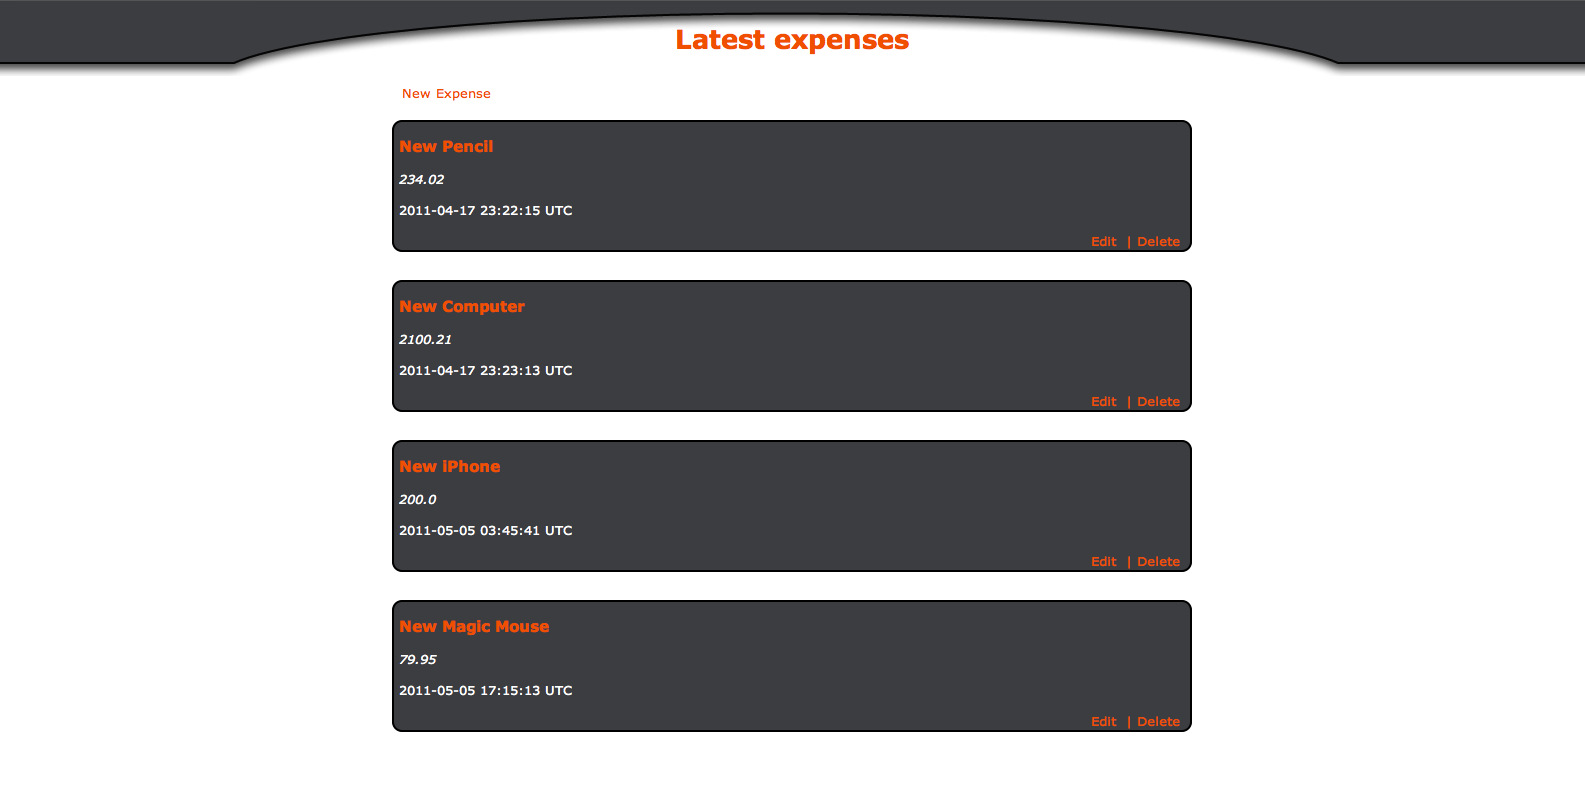 Latest expenses
New Expense
New Pencil
234.02
2011-04-17 23:22:15 UTC
Edit | Delete
New Computer
2100.21
2011-04-17 23:23:13 UTC
Edit | Delete
New iPhone
200.0
2011-05-05 03:45:41 UTC
Edit | Delete
New Magic Mouse
79.95
2011-05-05 17:15:13 UTC
Edit | Delete